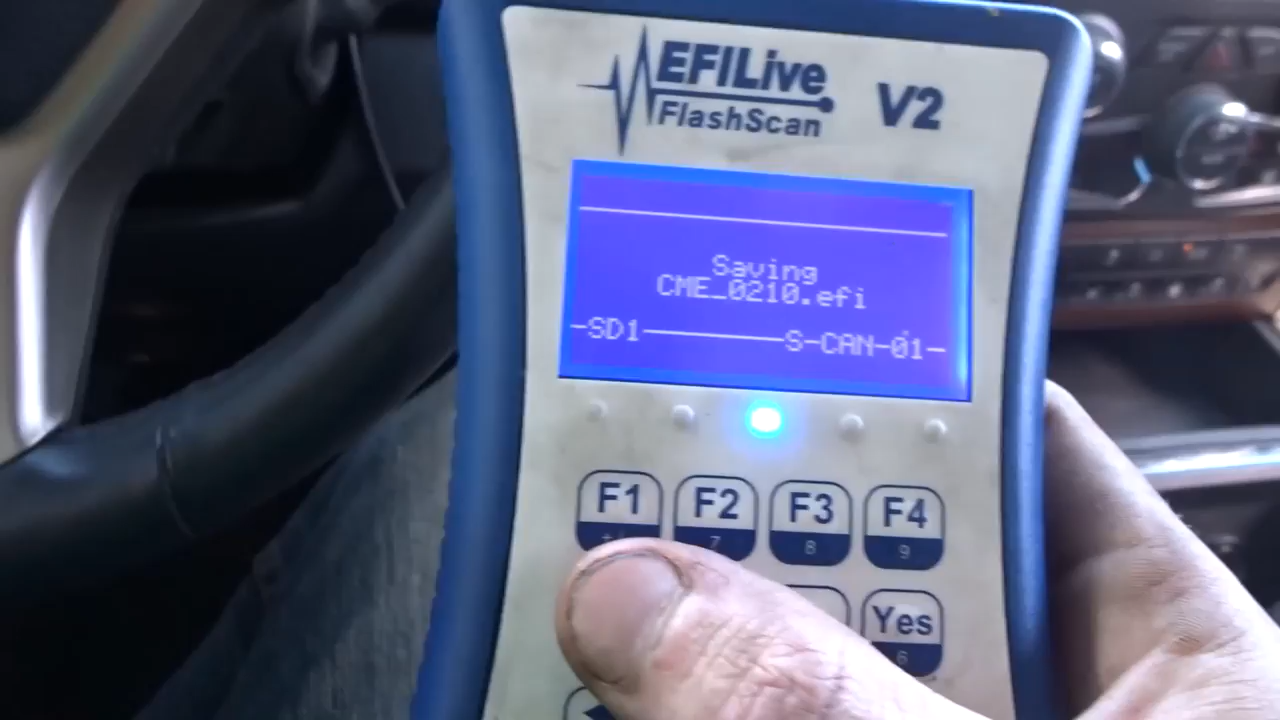 EFILive
FlashScan
V2
Saving
CME_0210.efi
SD1
S-CAN-01
F1
F2
F3
F4
7
8
9
Yes
6